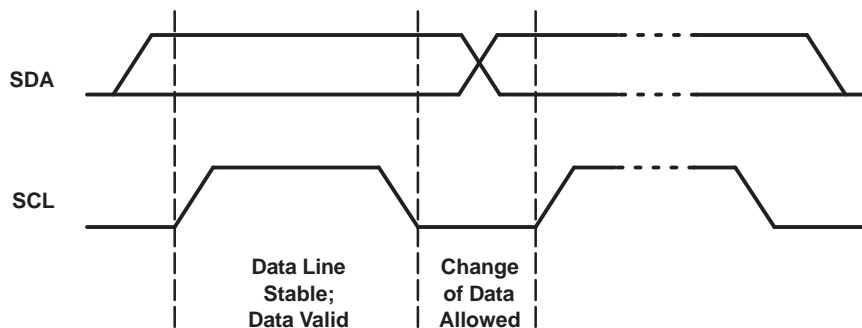 SDA
SCL
Data Line
Stable;
Data Valid
Change
of Data
Allowed